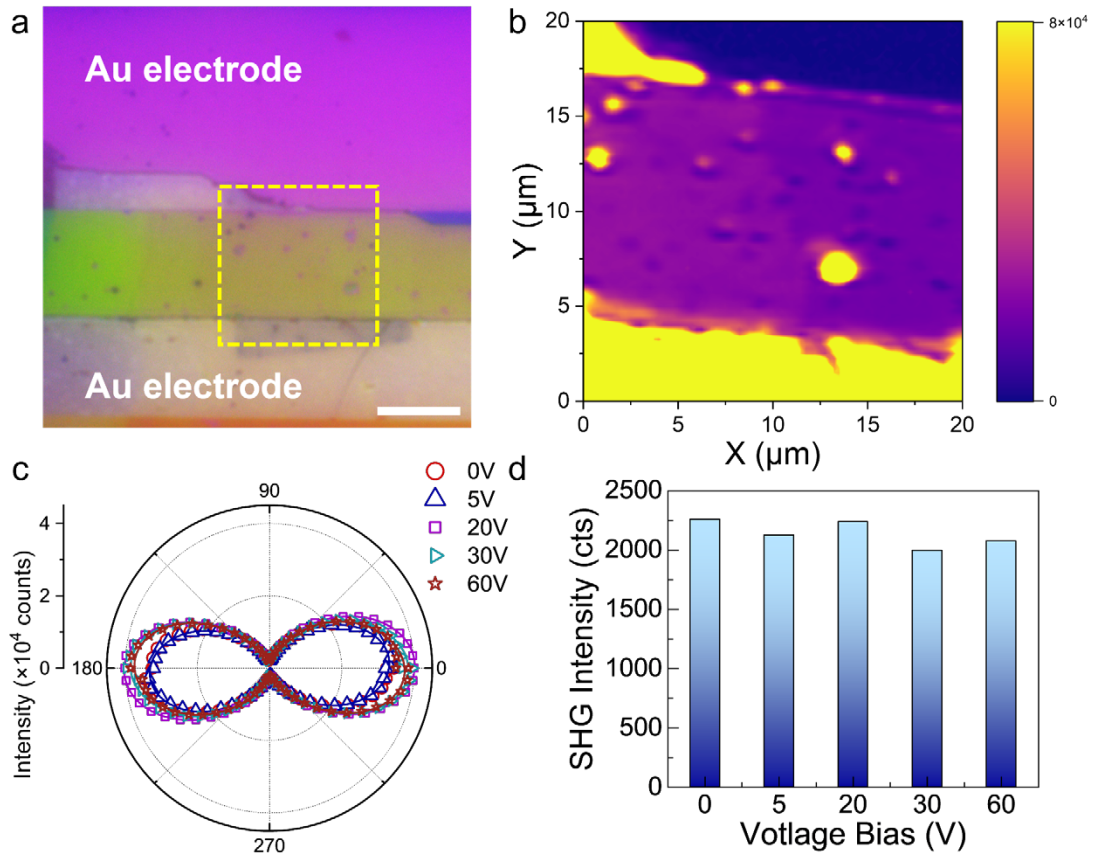 a
Au electrode
Au electrode
b
Y (μm)
20
15
10
5
0
0
5
10
15
20
X (μm)
8×10⁴
0
c
Intensity (×10⁴ counts)
4
2
0
2
4
90
180
0
270
0V
5V
20V
30V
60V
d
SHG Intensity (cts)
2500
2000
1500
1000
500
0
0
5
20
30
60
Votlage Bias (V)